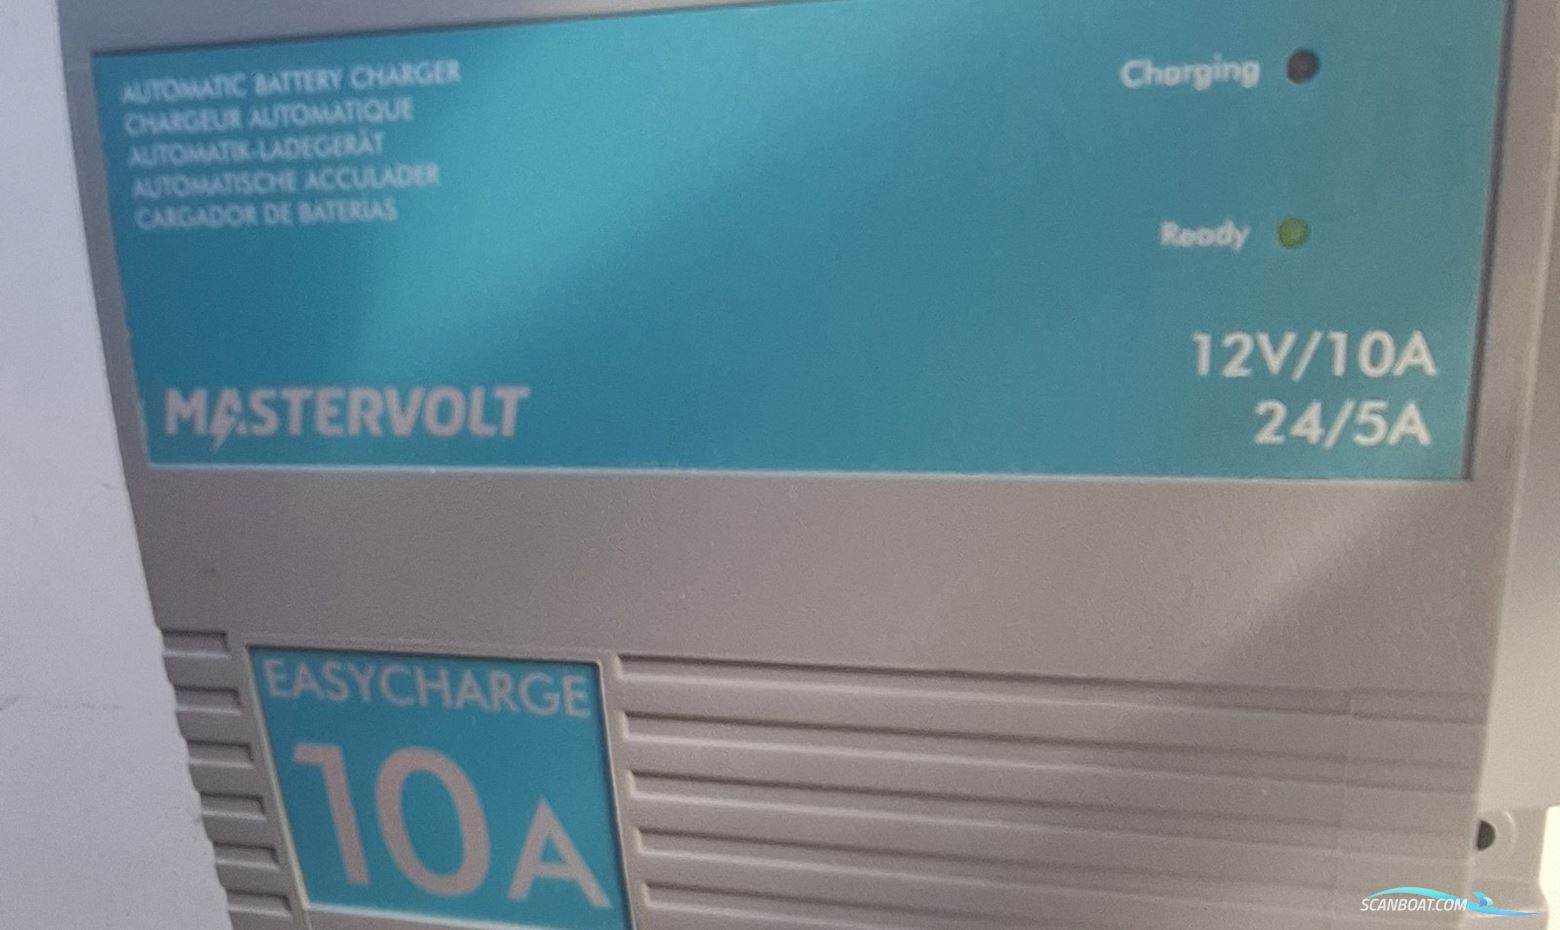 AUTOMATIC BATTERY CHARGER
CHARGEUR AUTOMATIQUE
AUTOMATIK-LADEGERÄT
AUTOMATISCHE ACCULADER
CARGADOR DE BATERÍAS
Charging
Ready
12V/10A
24/5A
MASTERVOLT
EASYCHARGE
10A
SCANBOAT.COM